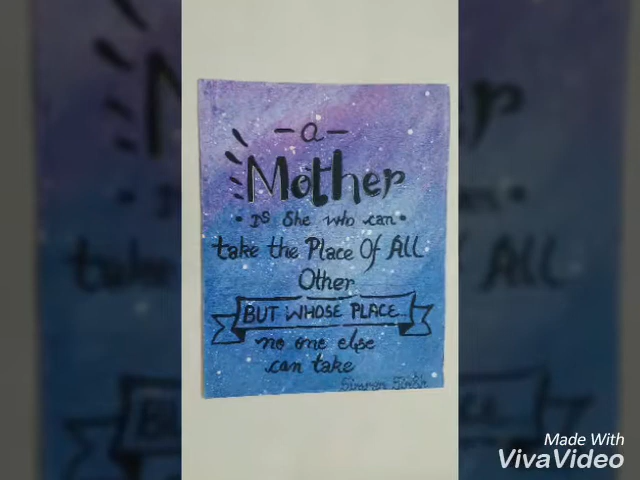 -a-
Mother
• Is She who can •
take the Place Of All
Other
BUT WHOSE PLACE
no one else
can take
Simran
Made With
VivaVideo